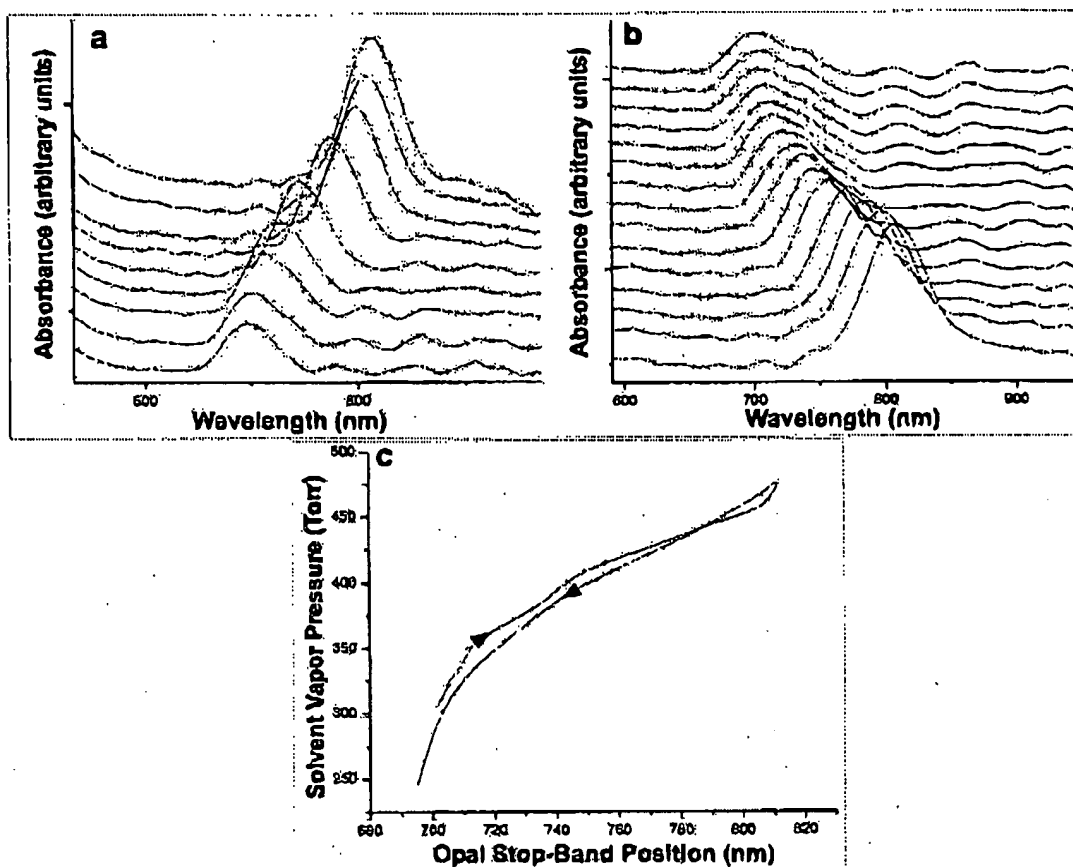 a
Absorbance (arbitrary units)
600 800
Wavelength (nm)
b
Absorbance (arbitrary units)
600 700 800 900
Wavelength (nm)
c
Solvent Vapor Pressure (Torr)
500
450
400
350
300
250
680 700 720 740 760 780 800 820
Opal Stop-Band Position (nm)